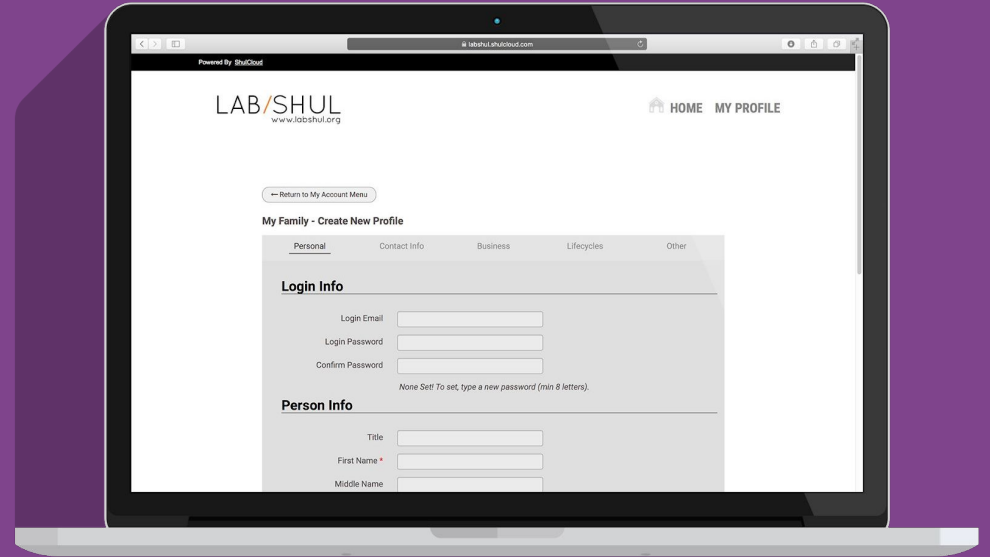 labshul.shulcloud.com
Powered By ShulCloud
LAB/SHUL
www.labshul.org
HOME MY PROFILE
← Return to My Account Menu
My Family - Create New Profile
Personal Contact Info Business Lifecycles Other
Login Info
Login Email
Login Password
Confirm Password
None Set! To set, type a new password (min 8 letters).
Person Info
Title
First Name *
Middle Name